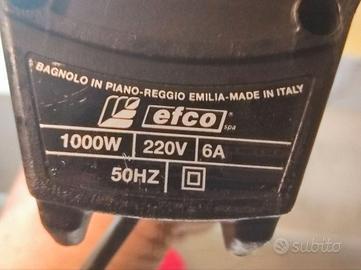 BAGNOLO IN PIANO-REGGIO EMILIA-MADE IN ITALY
efco® spa
1000W 220V 6A
50HZ
subito